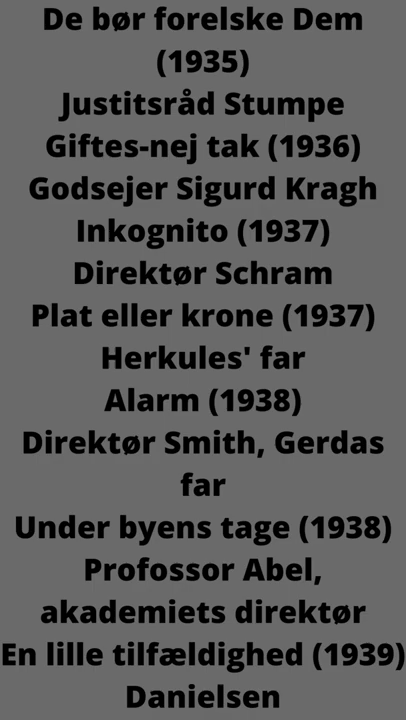 De bør forelske Dem
(1935)
Justitsråd Stumpe
Giftes-nej tak (1936)
Godsejer Sigurd Kragh
Inkognito (1937)
Direktør Schram
Plat eller krone (1937)
Herkules' far
Alarm (1938)
Direktør Smith, Gerdas
far
Under byens tage (1938)
Profossor Abel,
akademiets direktør
En lille tilfældighed (1939)
Danielsen